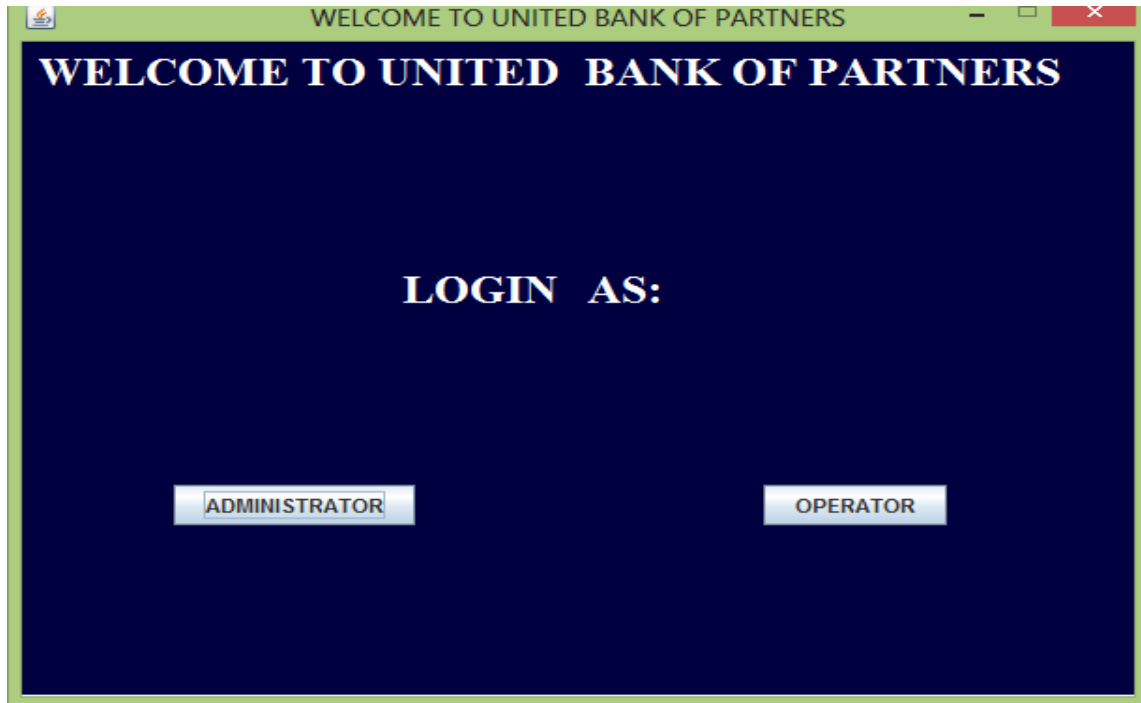 WELCOME TO UNITED BANK OF PARTNERS
WELCOME TO UNITED BANK OF PARTNERS
LOGIN AS:
ADMINISTRATOR
OPERATOR